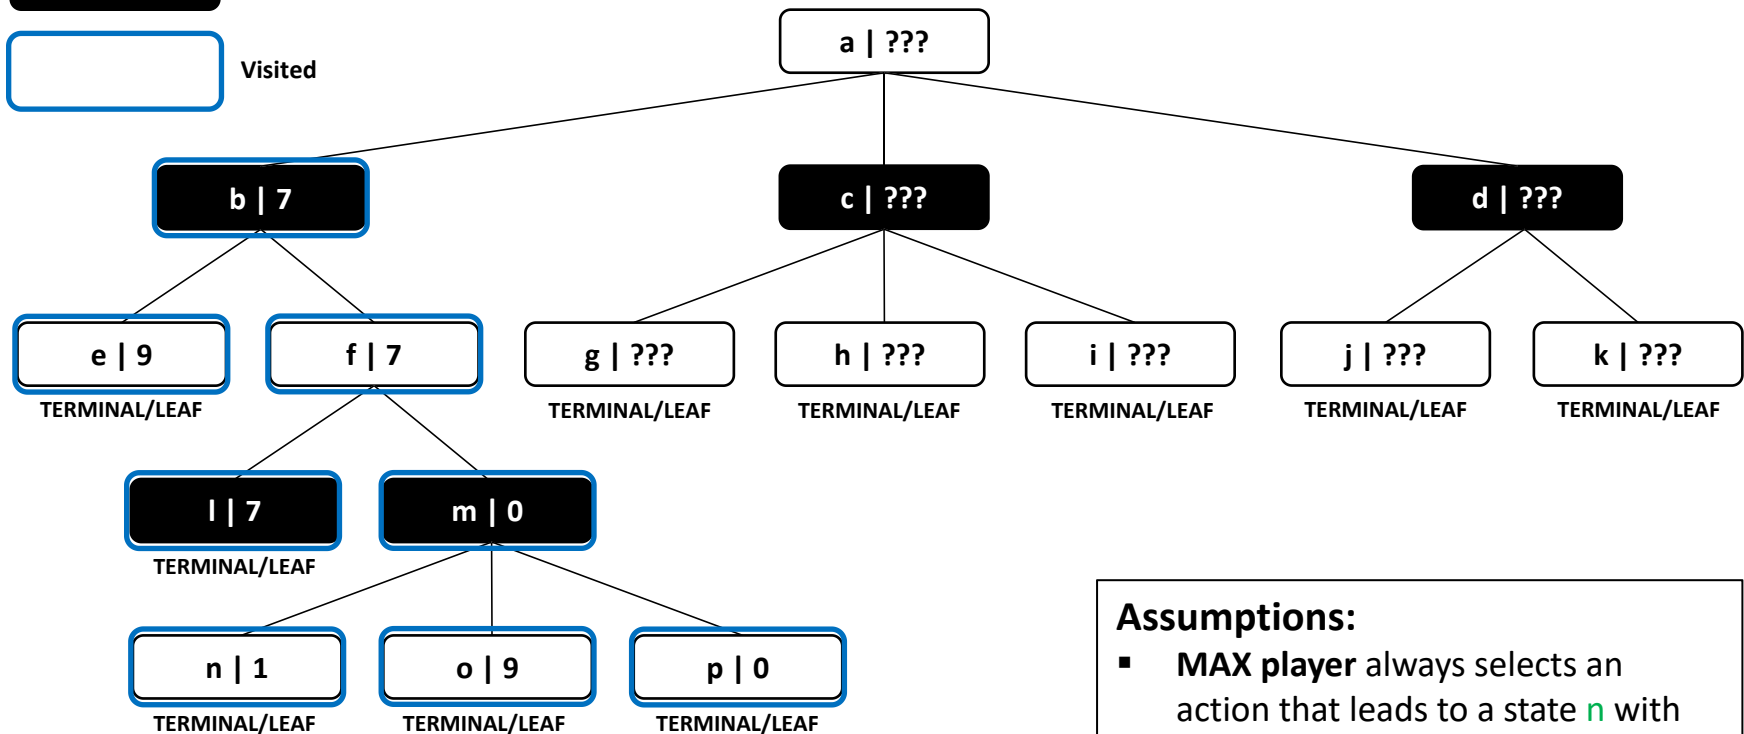 a | ???
Visited
b | 7
c | ???
d | ???
e | 9
f | 7
g | ???
h | ???
i | ???
j | ???
k | ???
TERMINAL/LEAF
TERMINAL/LEAF
TERMINAL/LEAF
TERMINAL/LEAF
TERMINAL/LEAF
TERMINAL/LEAF
l | 7
m | 0
TERMINAL/LEAF
n | 1
o | 9
p | 0
TERMINAL/LEAF
TERMINAL/LEAF
TERMINAL/LEAF
Assumptions:
▪ MAX player always selects an
action that leads to a state n with